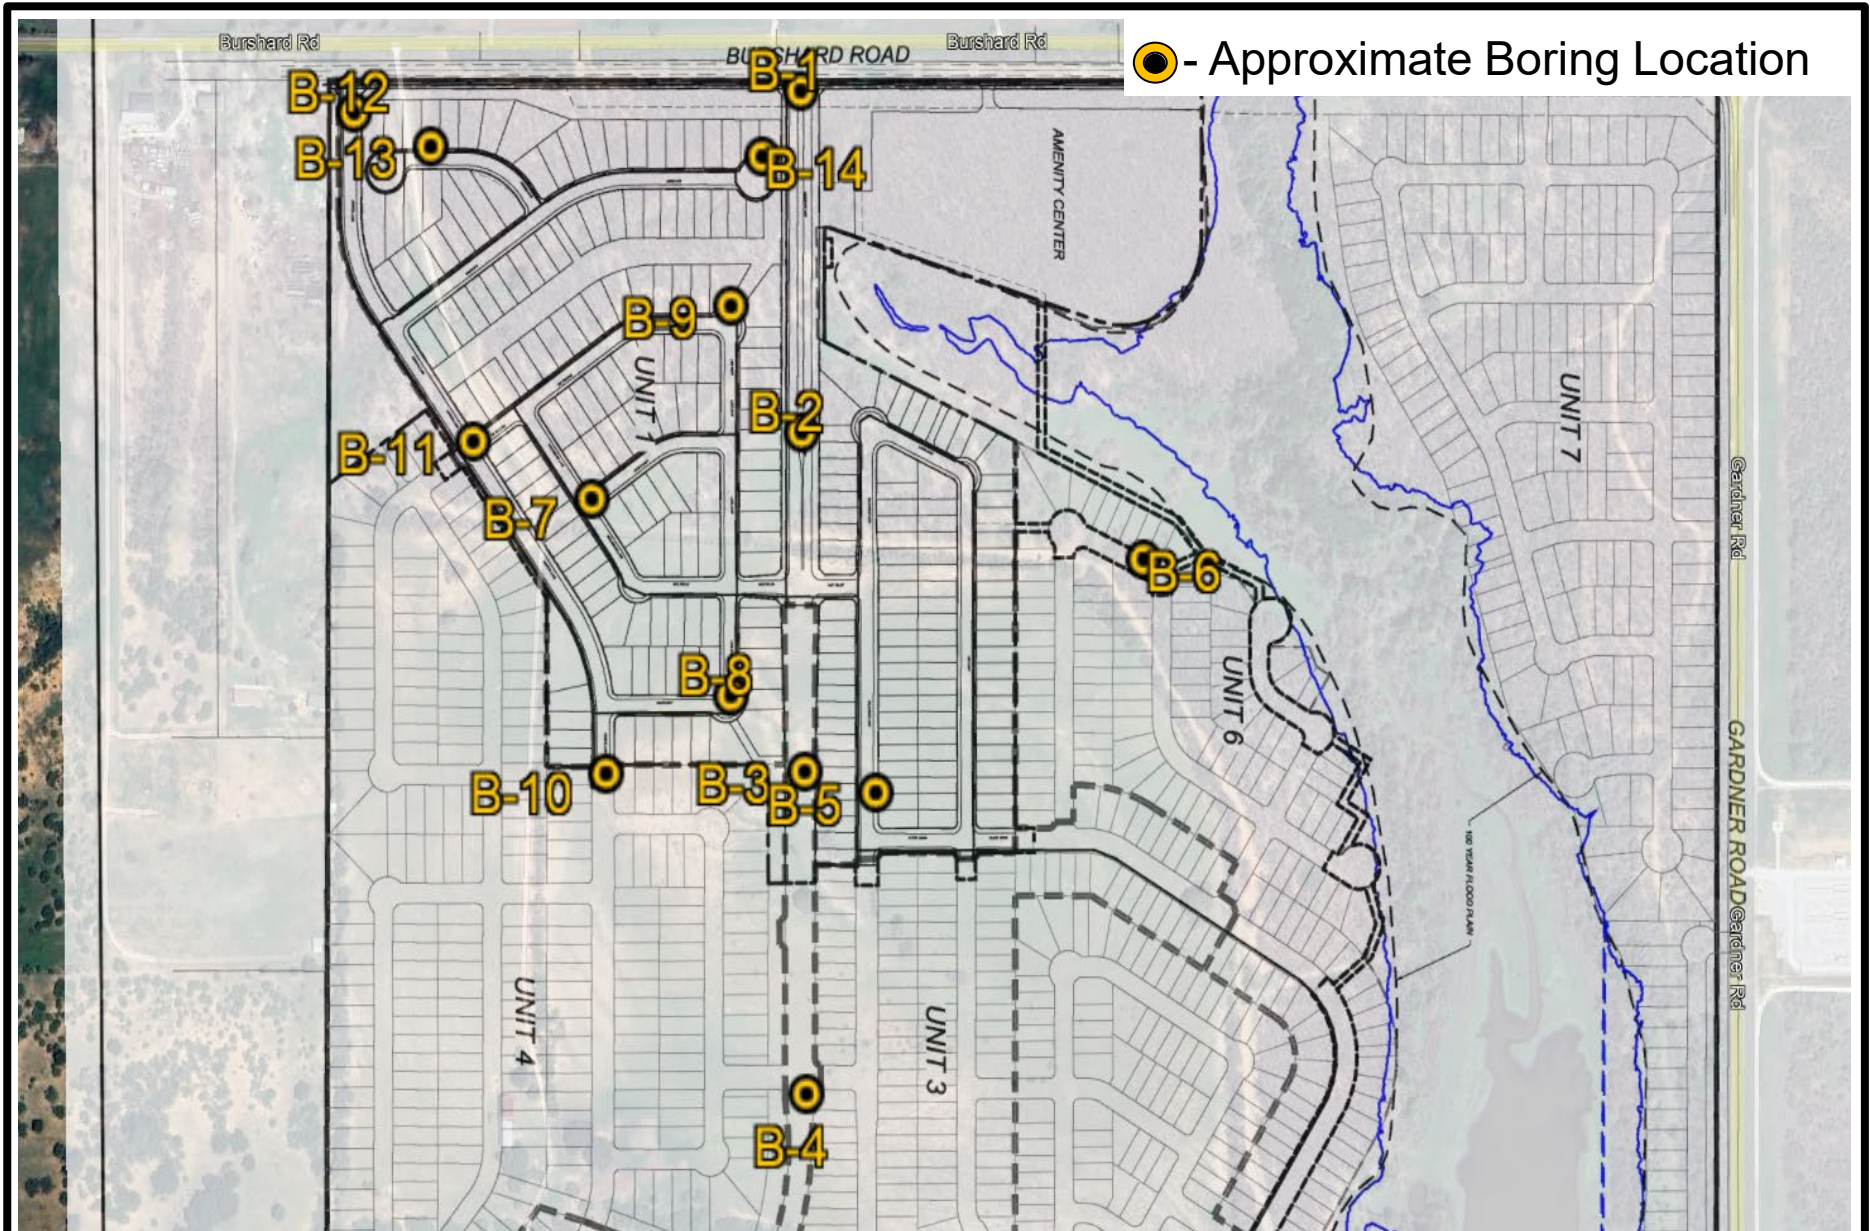 Burshard Rd
BURSHARD ROAD
Burshard Rd
- Approximate Boring Location
B-1
B-12
B-13
B-14
AMENITY CENTER
B-9
UNIT 1
B-2
UNIT 7
B-11
B-7
B-6
Gardner Rd
UNIT 6
B-8
B-10
B-3
B-5
GARDNER ROAD
100 YEAR FLOOD PLAIN
Gardner Rd
UNIT 4
UNIT 3
B-4